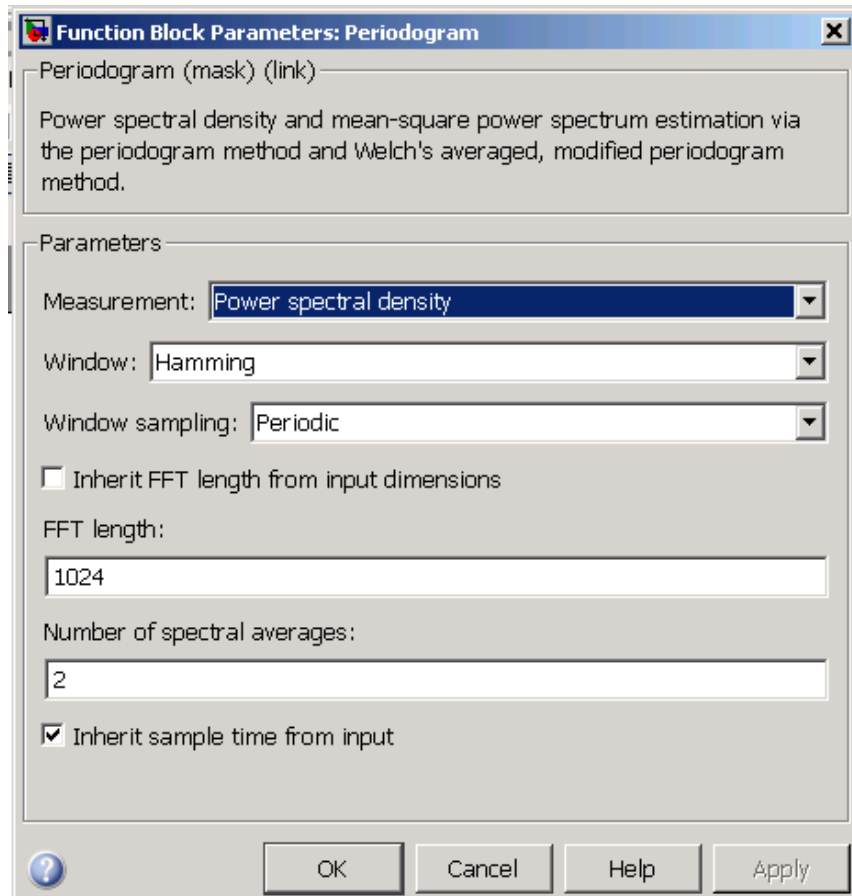 Function Block Parameters: Periodogram
Periodogram (mask) (link)
Power spectral density and mean-square power spectrum estimation via
the periodogram method and Welch's averaged, modified periodogram
method.
Parameters
Measurement: Power spectral density
Window: Hamming
Window sampling: Periodic
Inherit FFT length from input dimensions
FFT length:
1024
Number of spectral averages:
2
Inherit sample time from input
OK Cancel Help Apply